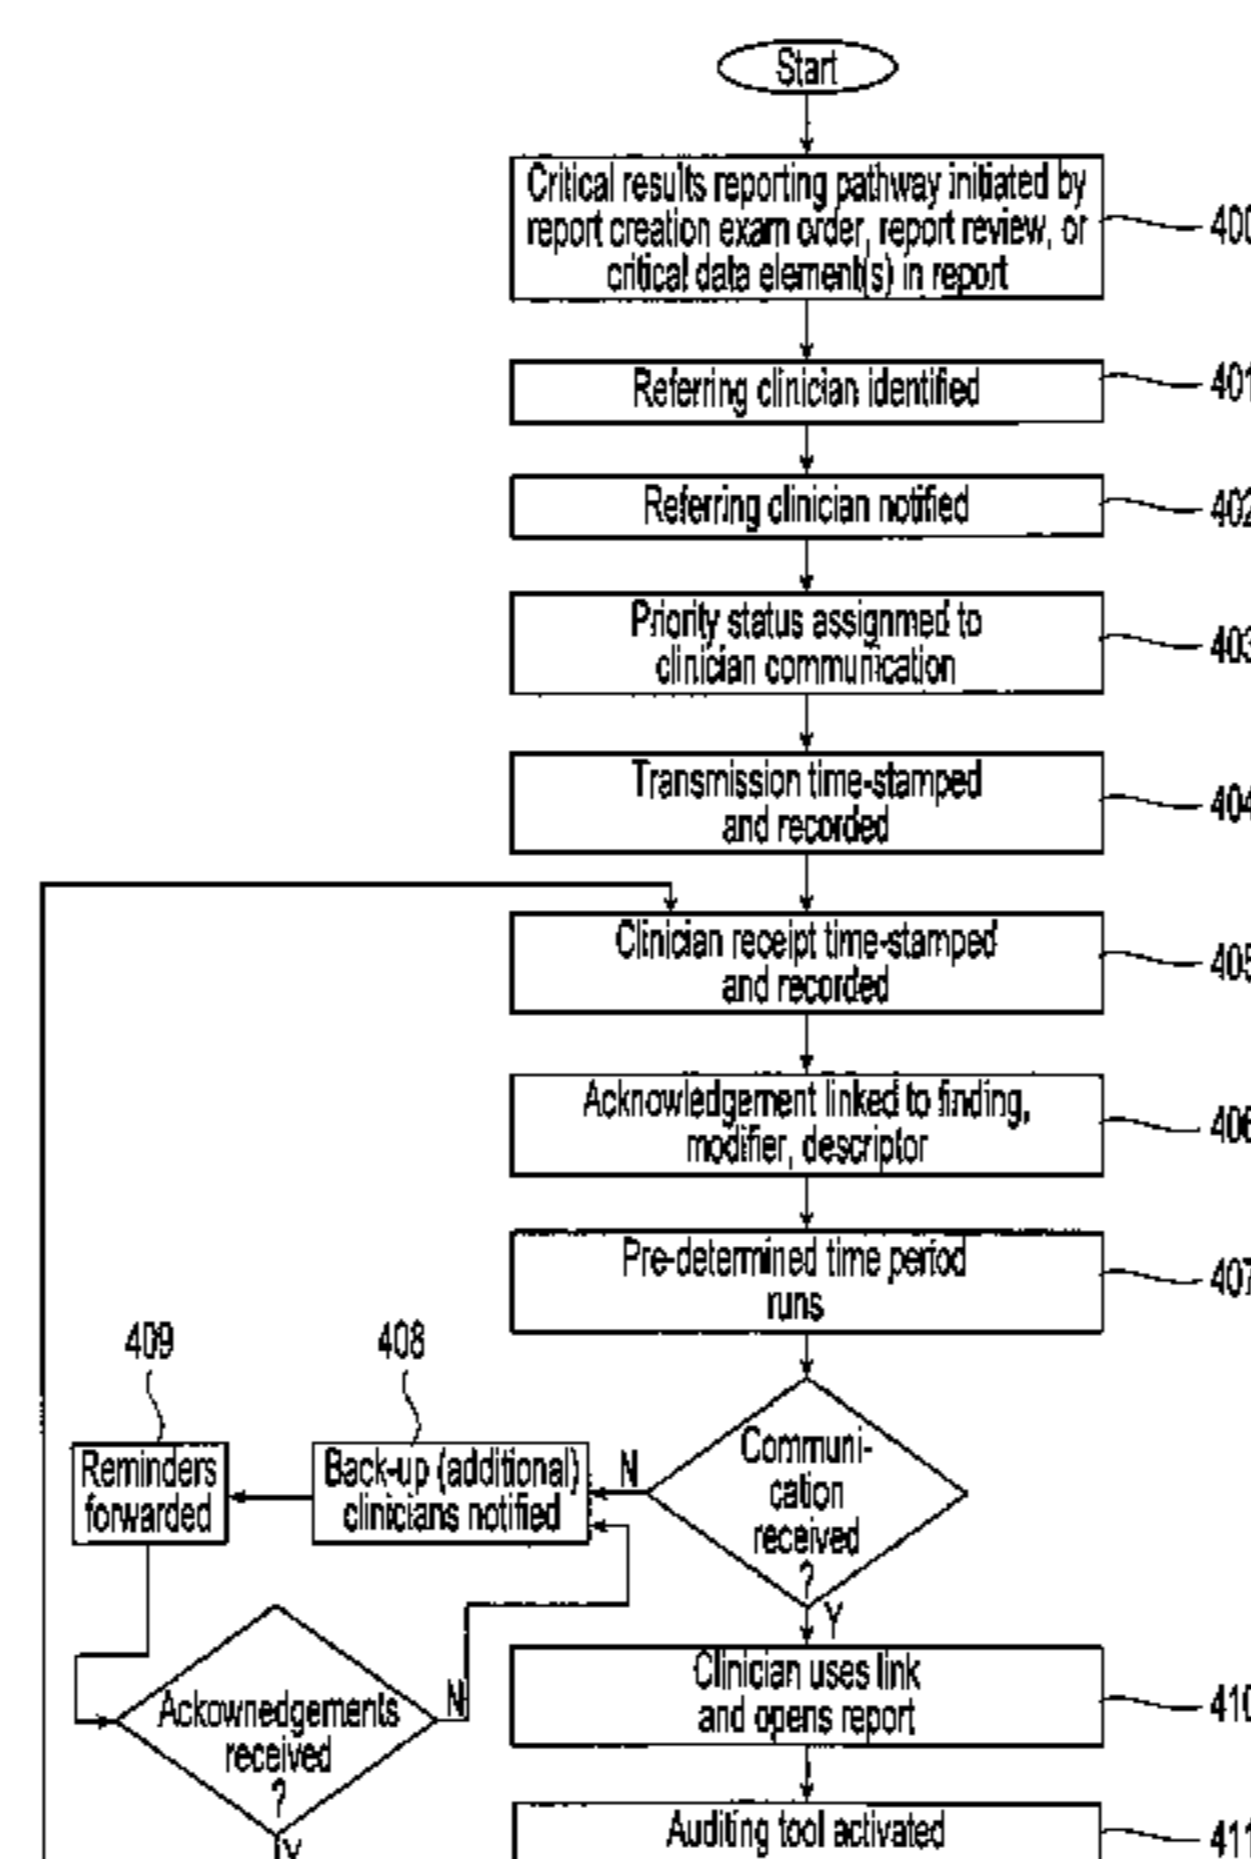 Start
Critical results reporting pathway initiated by
report creation exam order, report review, or
critical data element(s) in report
400
Referring clinician identified
401
Referring clinician notified
402
Priority status assignmed to
clinician communication
403
Transmission time-stamped
and recorded
404
Clinician receipt time-stamped
and recorded
405
Acknowledgement linked to finding,
modifier, descriptor
406
Pre-determined time period
runs
407
409
408
Communi-
cation
received
?
N
Back-up (additional)
clinicians notified
Reminders
forwarded
Y
Clinician uses link
and opens report
410
Ackownedgements
received
?
N
Y
Auditing tool activated
411